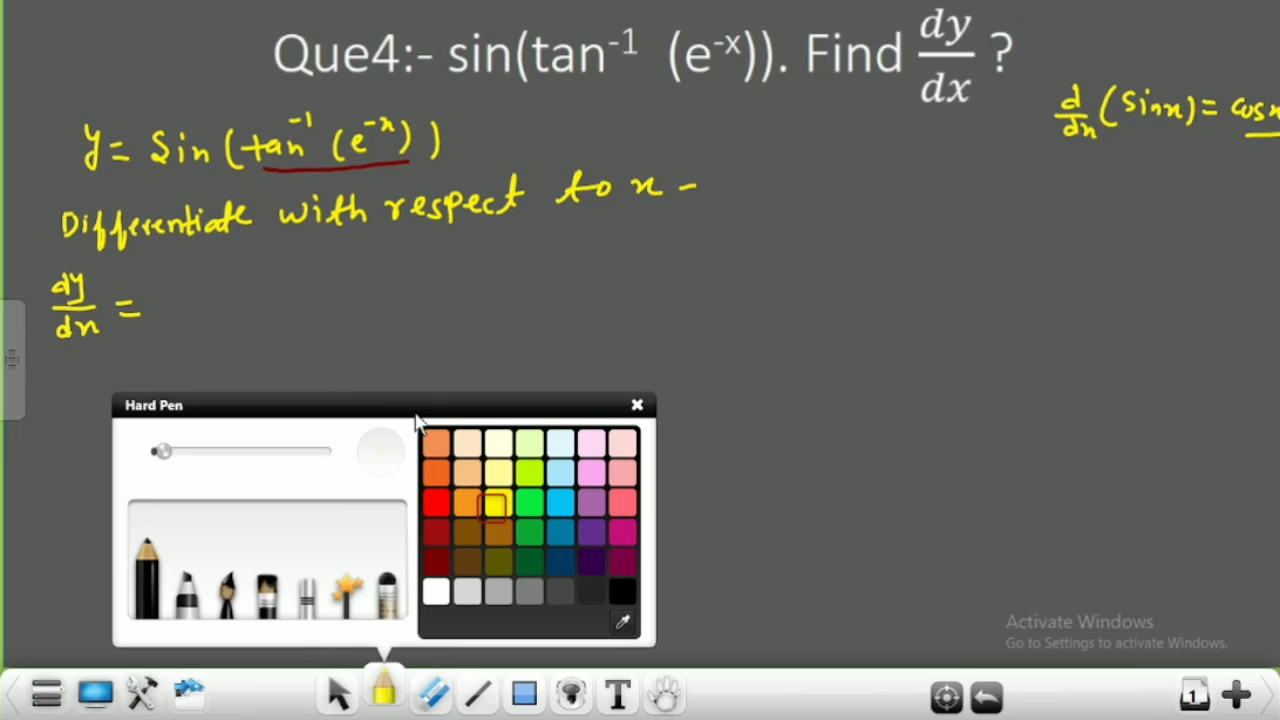 Que4:- sin(tan⁻¹ (e⁻ˣ)). Find dy/dx ?
d/dx (sinx) = cosx
y = Sin (tan⁻¹ (e⁻ˣ))
Differentiate with respect to x -
dy/dx =
Hard Pen
Activate Windows
Go to Settings to activate Windows.
T
1